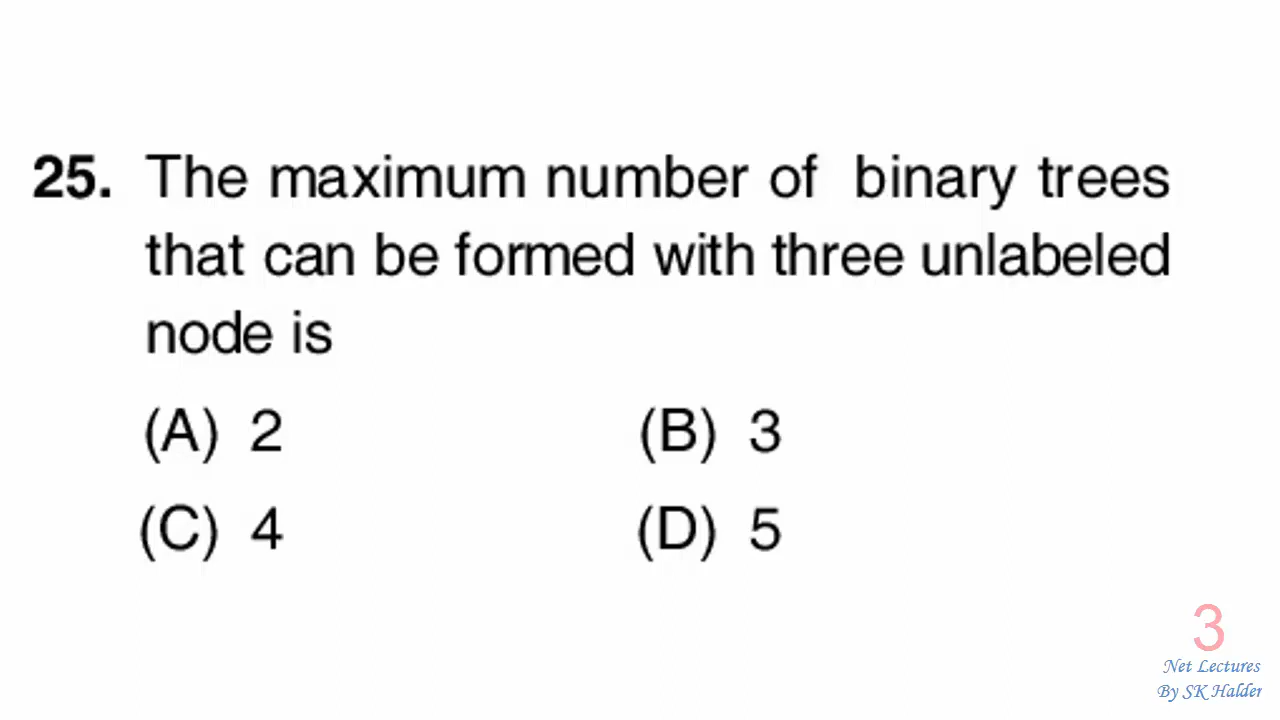 25. The maximum number of binary trees
that can be formed with three unlabeled
node is
(A) 2 (B) 3
(C) 4 (D) 5
3
Net Lectures
By SK Halder